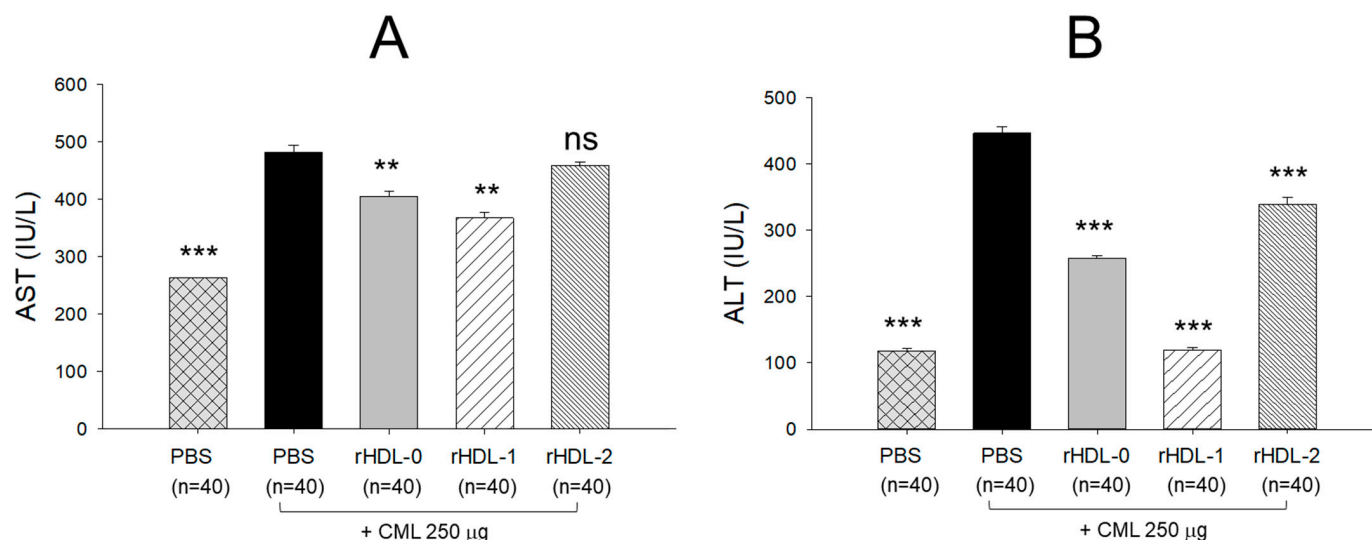 A
AST (IU/L)
600
500
400
300
200
100
0
***
**
**
ns
PBS rHDL-0 rHDL-1 rHDL-2
PBS
(n=40) (n=40) (n=40) (n=40) (n=40)
+ CML 250 μg
B
ALT (IU/L)
500
400
300
200
100
0
***
***
***
***
PBS PBS rHDL-0 rHDL-1 rHDL-2
(n=40) (n=40) (n=40) (n=40) (n=40)
+ CML 250 μg